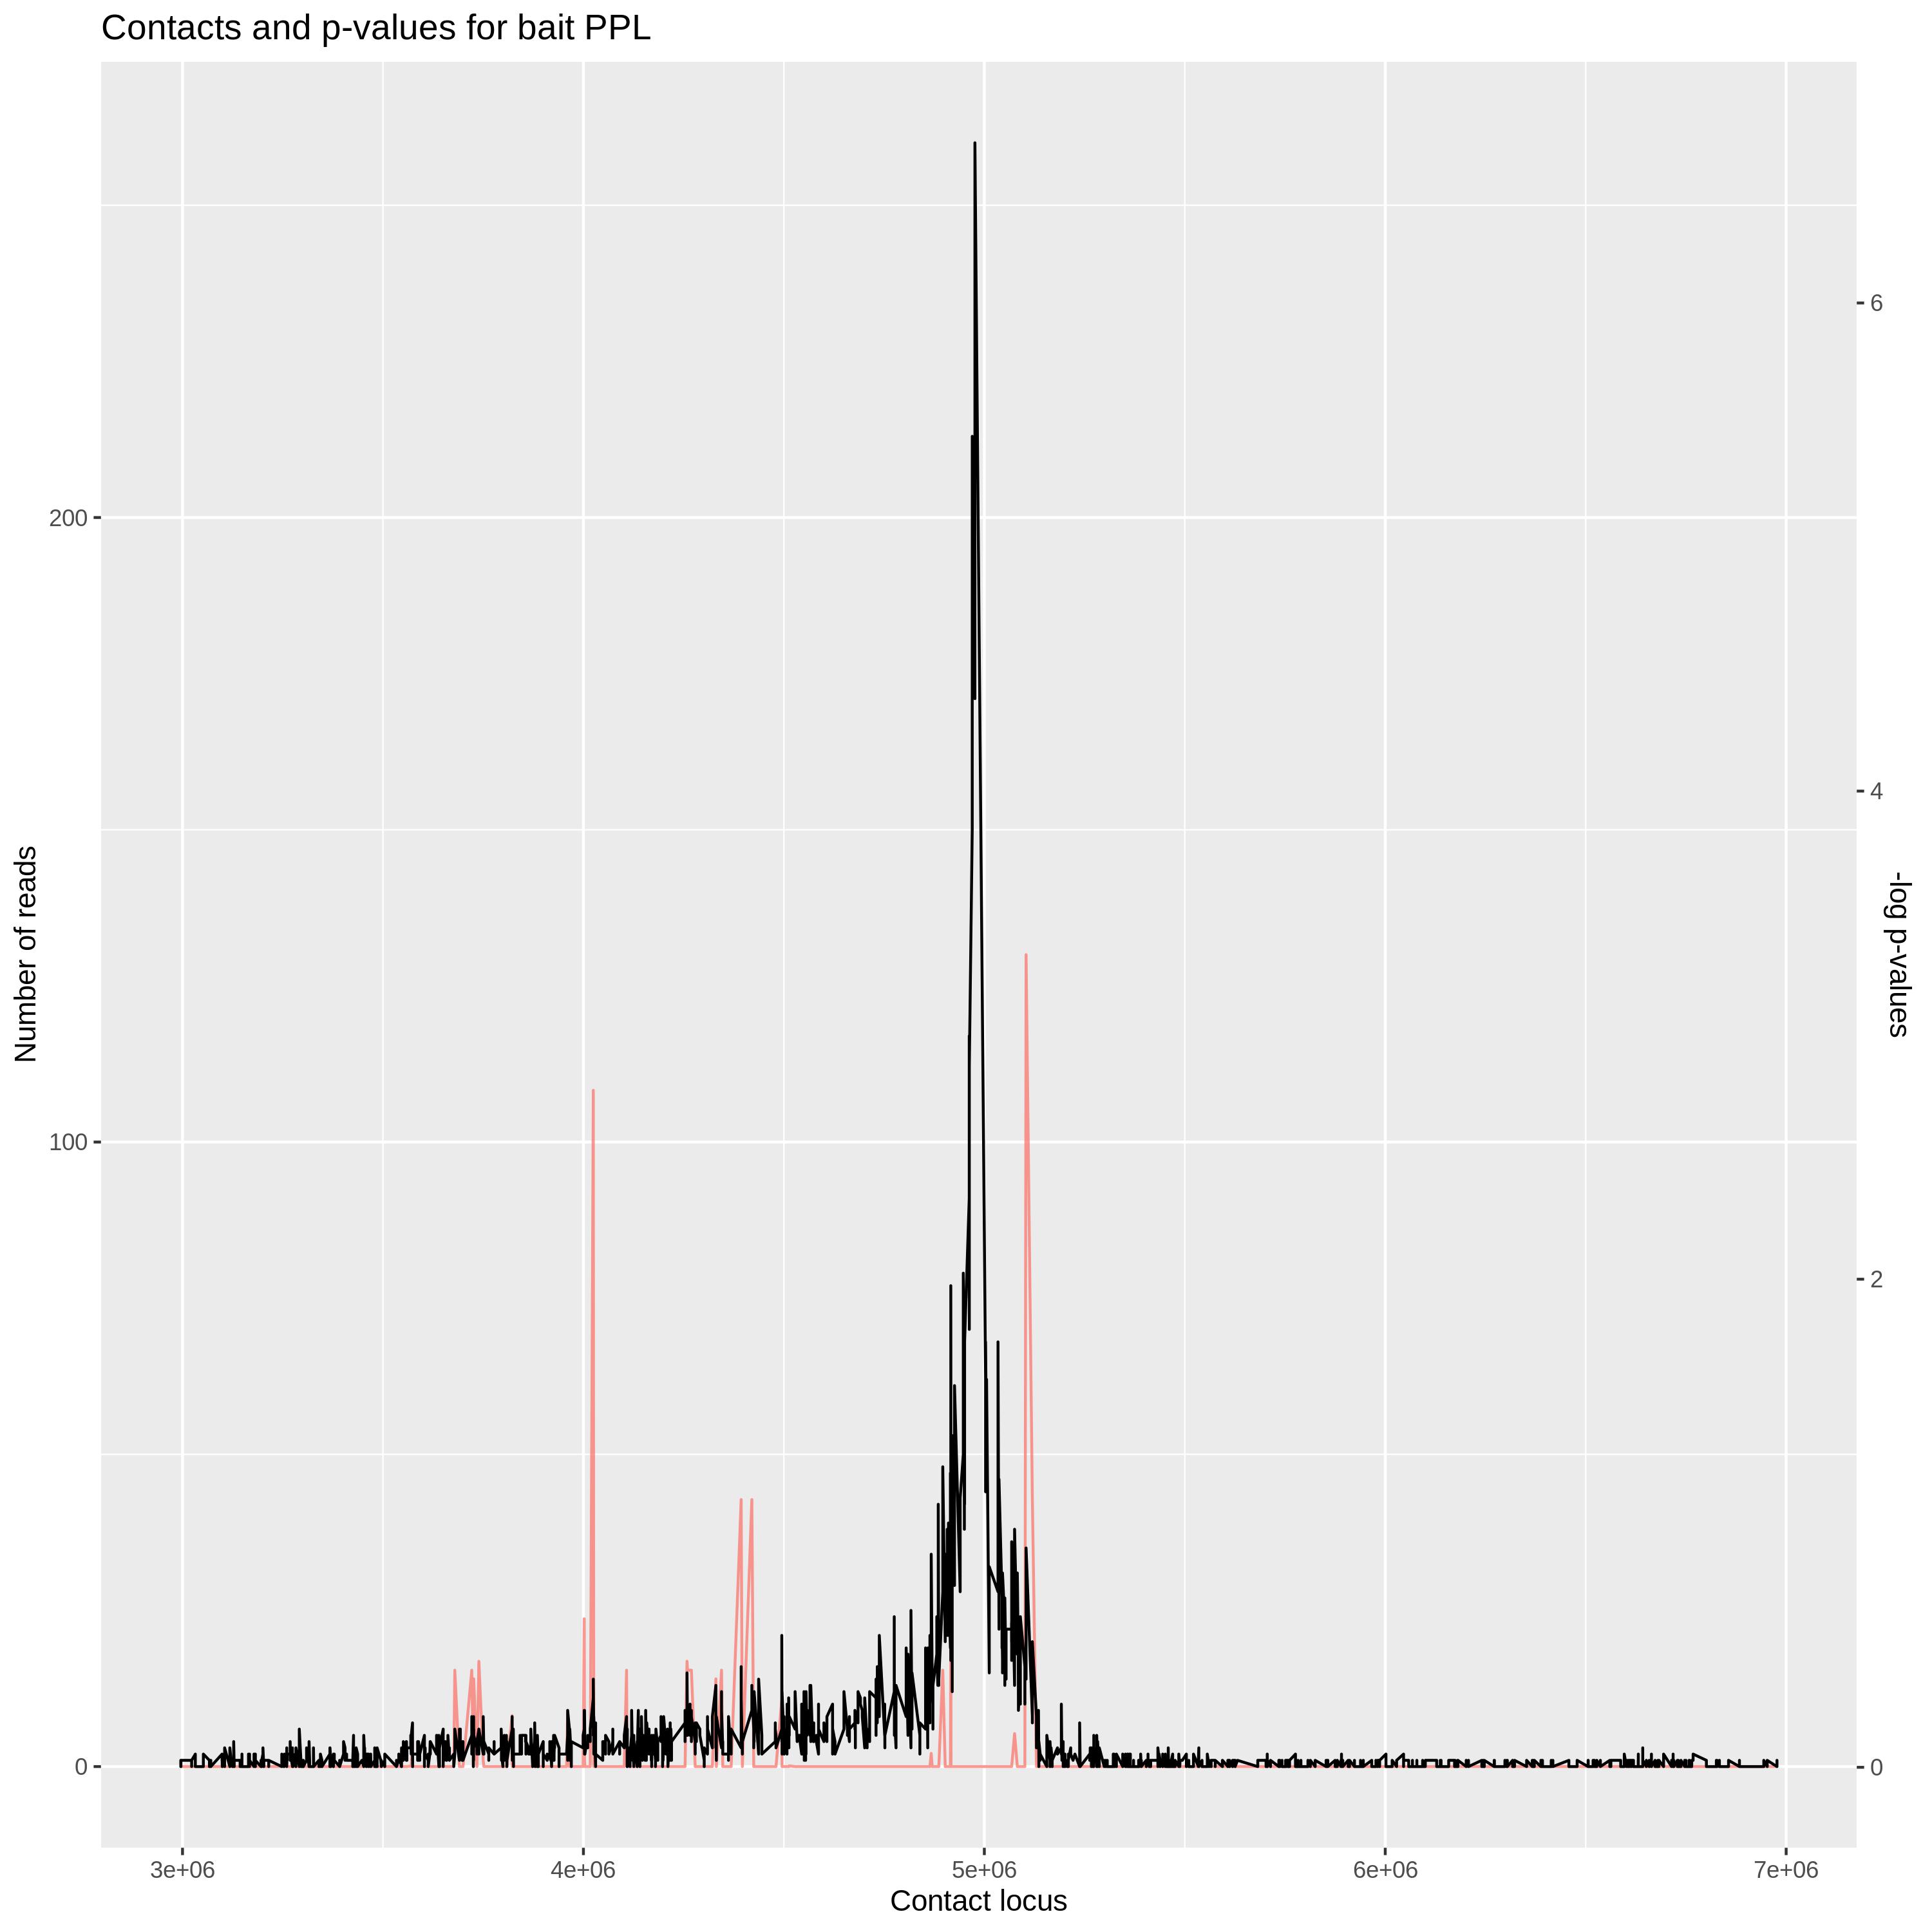 Contacts and p-values for bait PPL
Number of reads
200
100
0
6
4
2
0
-log p-values
3e+06
4e+06
5e+06
6e+06
7e+06
Contact locus